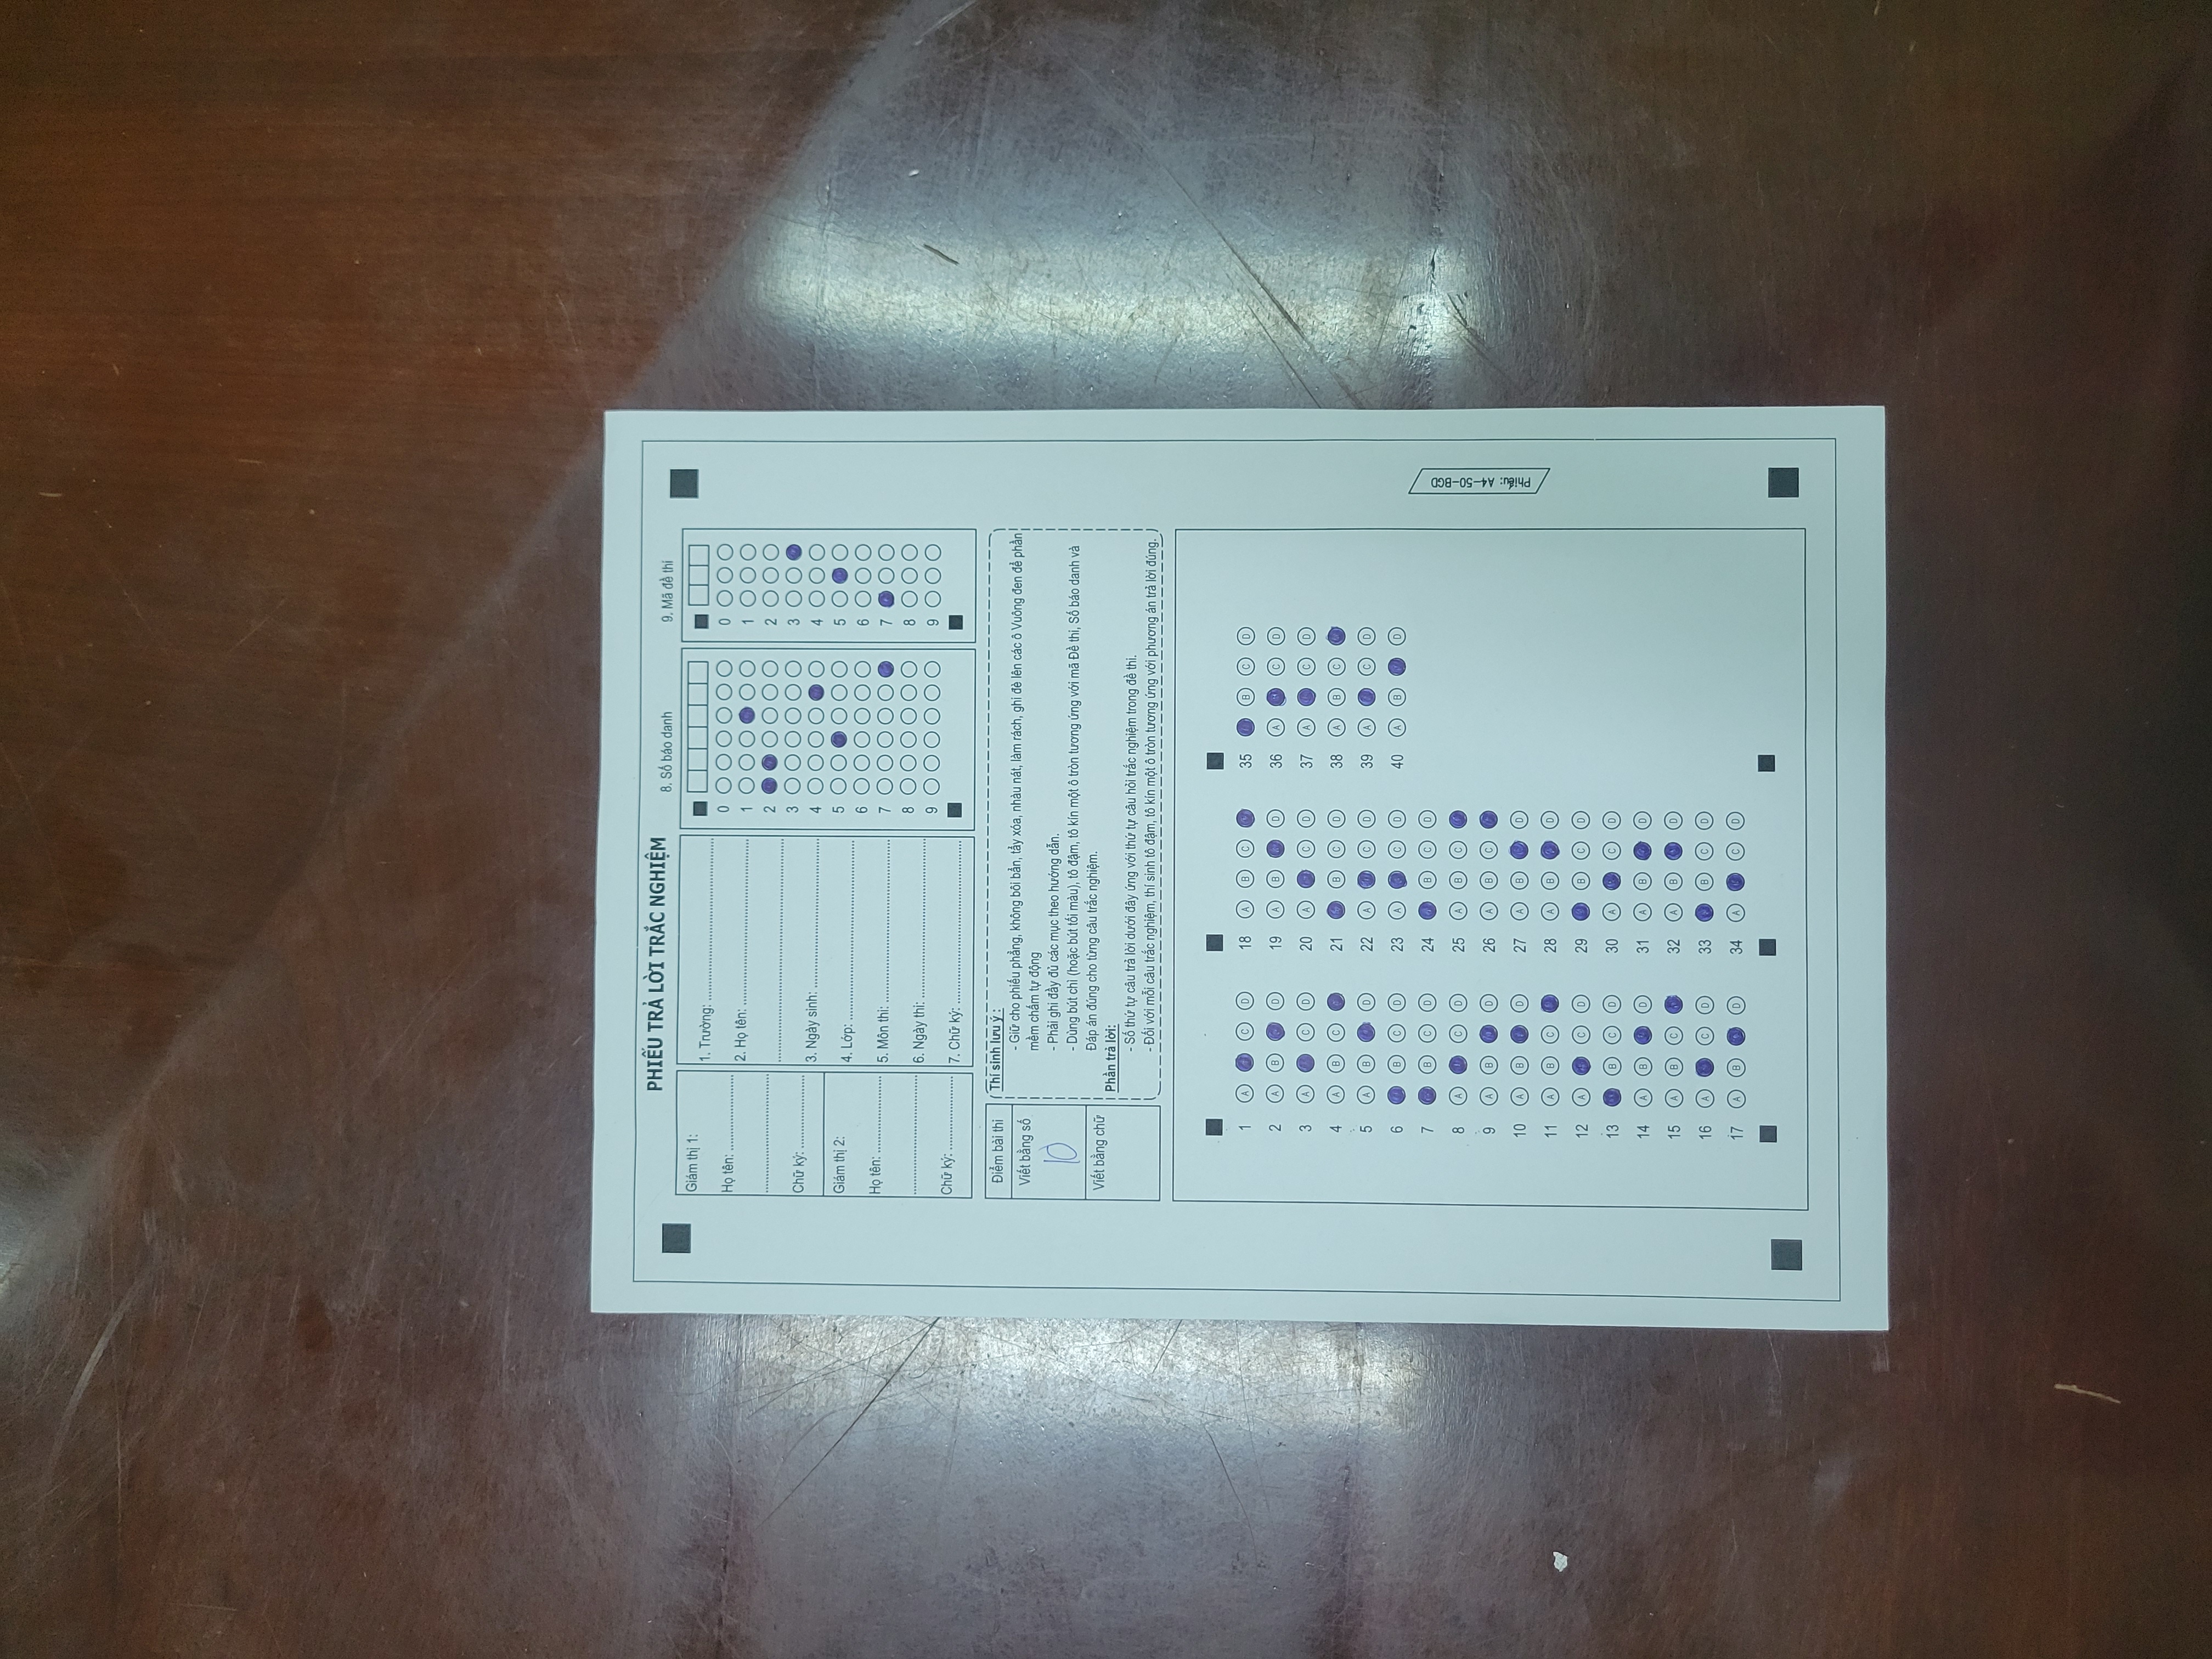 PHIẾU TRẢ LỜI TRẮC NGHIỆM
8. Số báo danh
9. Mã đề thi
Giám thị 1:
Họ tên: ........................
........................
Chữ ký: ........................
Giám thị 2:
Họ tên: ........................
........................
Chữ ký: ........................
1. Trường: ........................
2. Họ tên: ........................
........................
3. Ngày sinh: ........................
4. Lớp: ........................
5. Môn thi: ........................
6. Ngày thi: ........................
7. Chữ ký: ........................
0
1
2
3
4
5
6
7
8
9
0
1
2
3
4
5
6
7
8
9
Điểm bài thi
Viết bằng số
10
Viết bằng chữ
Thí sinh lưu ý :
- Giữ cho phiếu phẳng, không bôi bẩn, tẩy xóa, nhàu nát, làm rách, ghi đè lên các ô Vuông đen để phần
mềm chấm tự động
- Phải ghi đầy đủ các mục theo hướng dẫn.
- Dùng bút chì (hoặc bút tối màu), tô đậm, tô kín một ô tròn tương ứng với mã Đề thi, Số báo danh và
Đáp án đúng cho từng câu trắc nghiệm.
Phần trả lời:
- Số thứ tự câu trả lời dưới đây ứng với thứ tự câu hỏi trắc nghiệm trong đề thi.
- Đối với mỗi câu trắc nghiệm, thí sinh tô đậm, tô kín một ô tròn tương ứng với phương án trả lời đúng.
1 A C D
2 A B D
3 A C D
4 A B C
5 A B D
6 B C D
7 B C D
8 A C D
9 A B D
10 A B D
11 A B C
12 A C D
13 B C D
14 A B D
15 A B C
16 A C D
17 A B D
18 A B C
19 A B D
20 A C D
21 B C D
22 A C D
23 A C D
24 B C D
25 A B C
26 A B C
27 A B D
28 A B D
29 B C D
30 A C D
31 A B D
32 A B D
33 B C D
34 A C D
35 B C D
36 A C D
37 A C D
38 A B C
39 A C D
40 A B D
Phiếu: A4-50-BGD